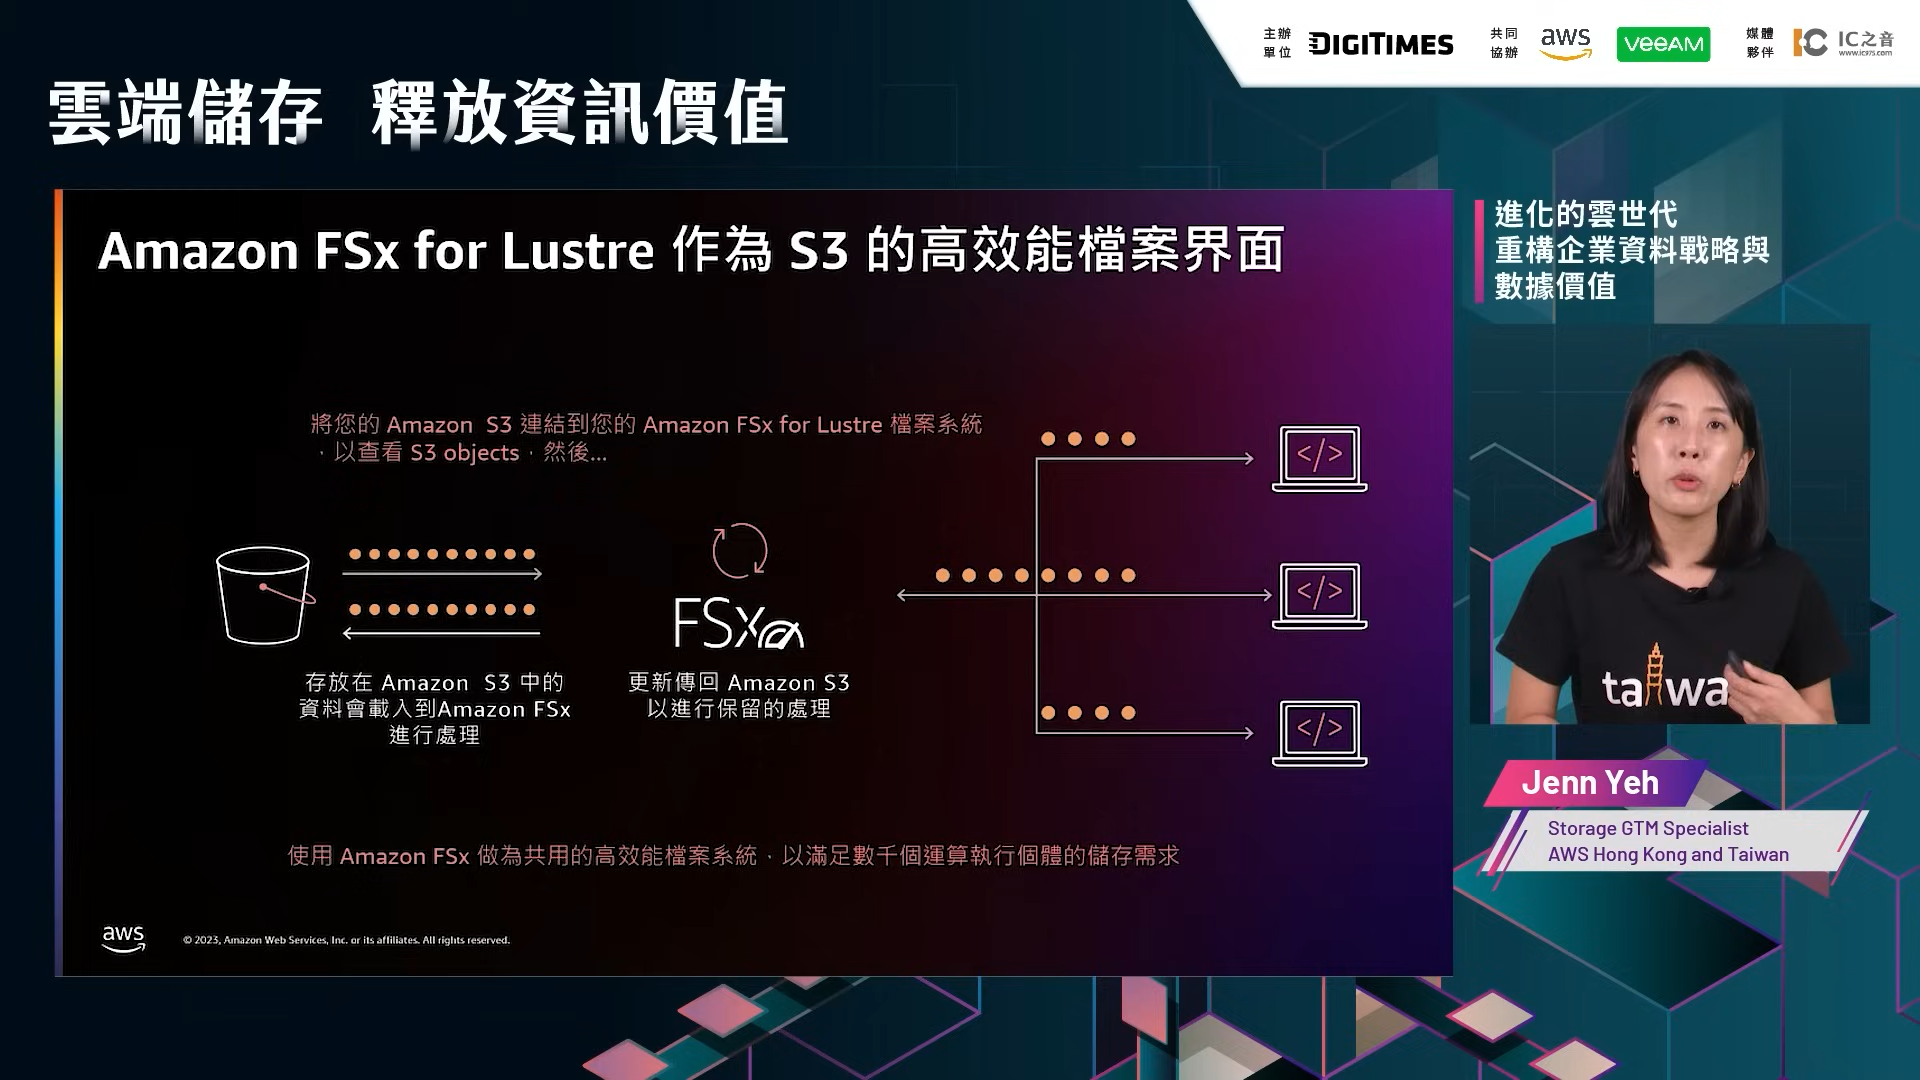 主辦
單位
DIGITIMES
共同
協辦
aws
veeAM
媒體
夥伴
IC之音
www.ic975.com
雲端儲存 釋放資訊價值
Amazon FSx for Lustre 作為 S3 的高效能檔案界面
將您的 Amazon S3 連結到您的 Amazon FSx for Lustre 檔案系統
，以查看 S3 objects，然後...
</>
</>
</>
FSx
存放在 Amazon S3 中的
資料會載入到Amazon FSx
進行處理
更新傳回 Amazon S3
以進行保留的處理
使用 Amazon FSx 做為共用的高效能檔案系統，以滿足數千個運算執行個體的儲存需求
aws
© 2023, Amazon Web Services, Inc. or its affiliates. All rights reserved.
進化的雲世代
重構企業資料戰略與
數據價值
taiwa
Jenn Yeh
Storage GTM Specialist
AWS Hong Kong and Taiwan